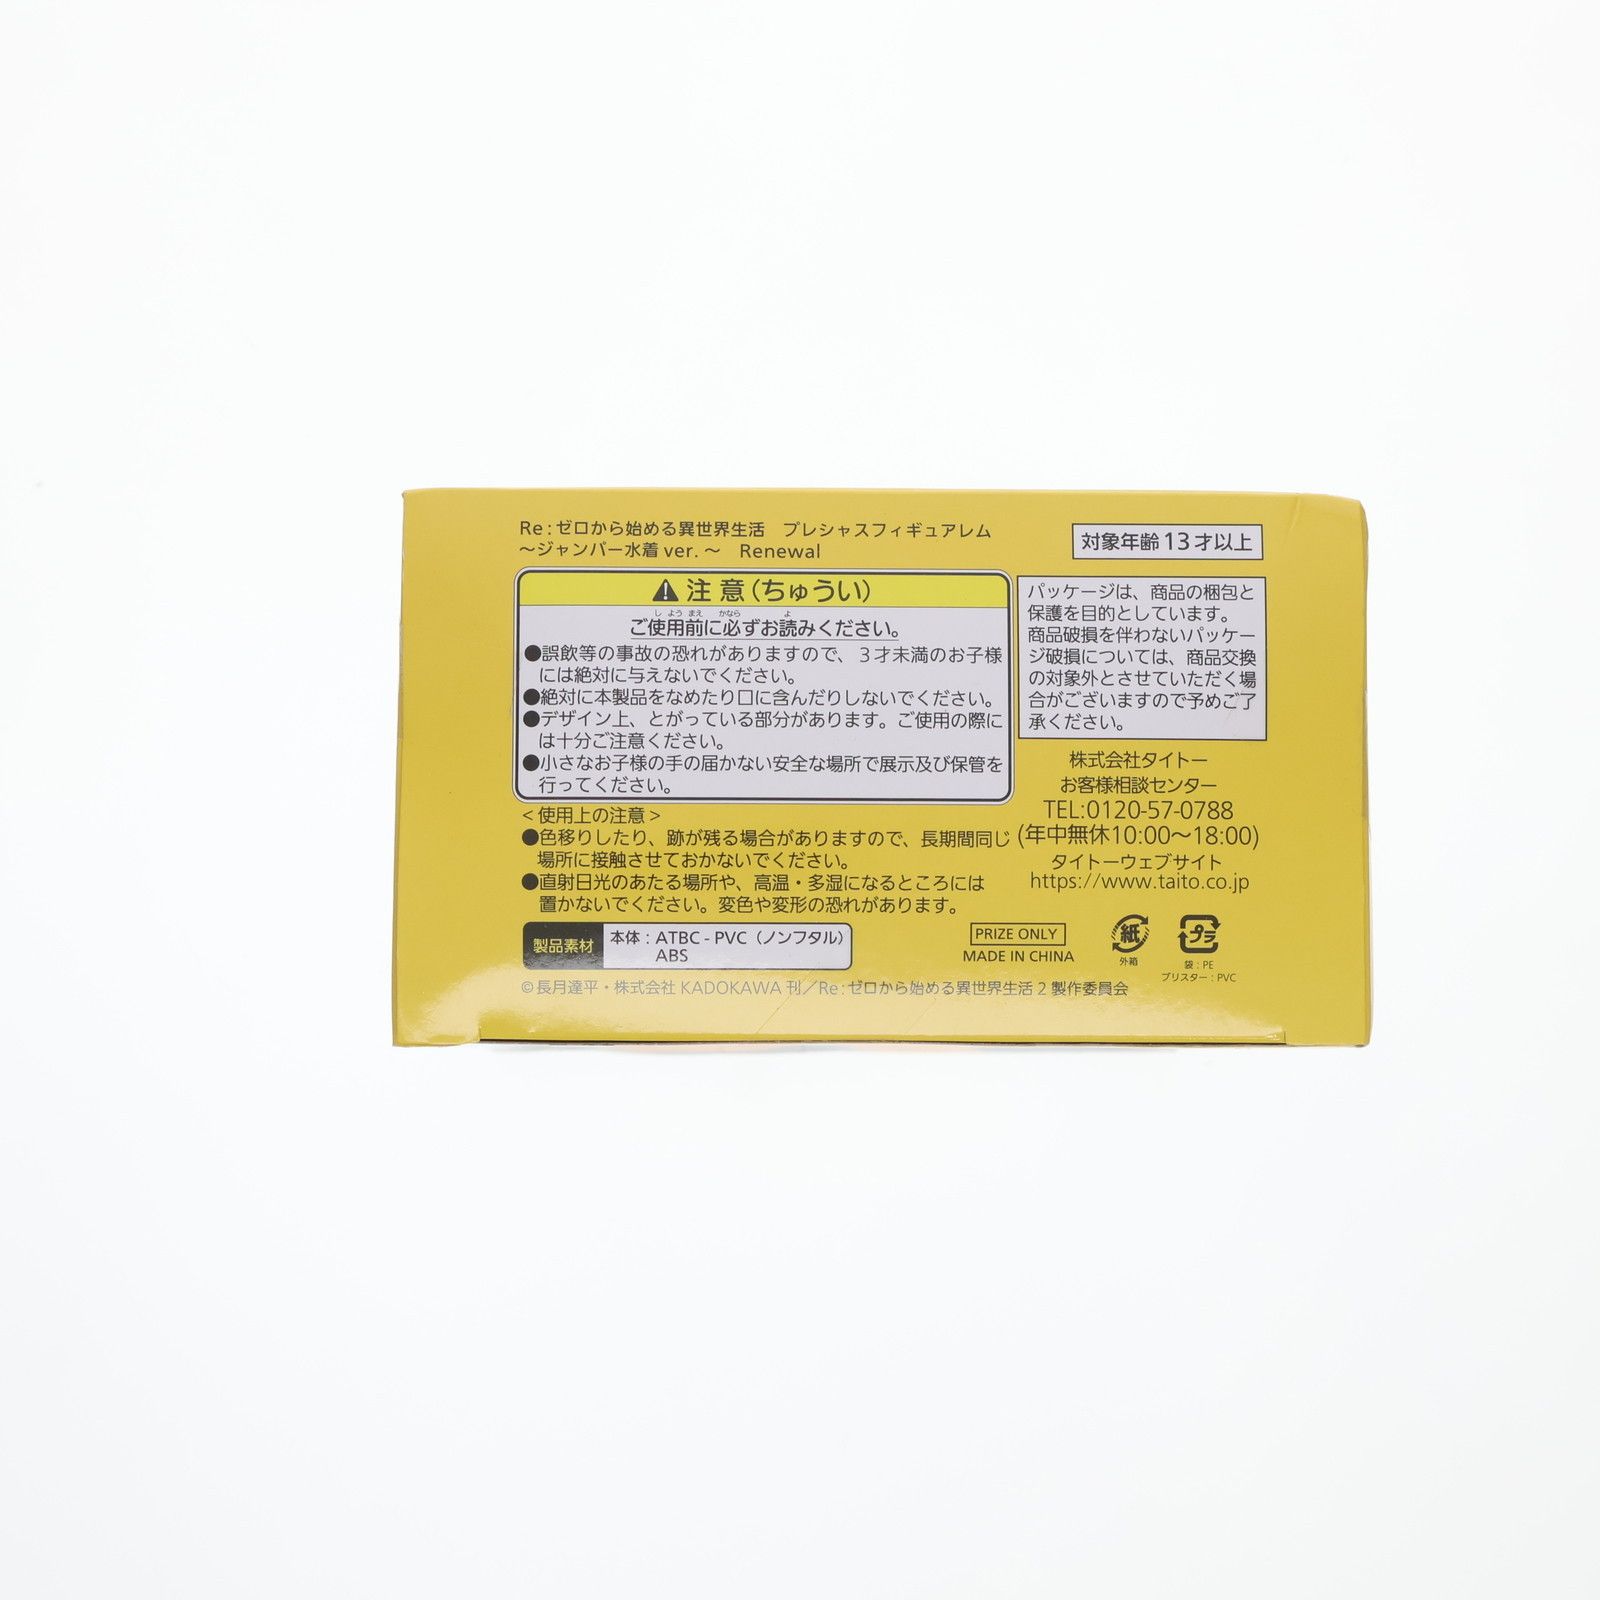 Re:ゼロから始める異世界生活　プレシャスフィギュアレム
～ジャンパー水着ver.～　Renewal
対象年齢13才以上
注意(ちゅうい)
しようまえ　かなら　よ
ご使用前に必ずお読みください。
●誤飲等の事故の恐れがありますので、3才未満のお子様
には絶対に与えないでください。
●絶対に本製品をなめたり口に含んだりしないでください。
●デザイン上、とがっている部分があります。ご使用の際に
は十分ご注意ください。
●小さなお子様の手の届かない安全な場所で展示及び保管を
行ってください。
パッケージは、商品の梱包と
保護を目的としています。
商品破損を伴わないパッケー
ジ破損については、商品交換
の対象外とさせていただく場
合がございますので予めご了
承ください。
<使用上の注意>
●色移りしたり、跡が残る場合がありますので、長期間同じ
場所に接触させておかないでください。
●直射日光のあたる場所や、高温・多湿になるところには
置かないでください。変色や変形の恐れがあります。
株式会社タイトー
お客様相談センター
TEL:0120-57-0788
(年中無休10:00～18:00)
タイトーウェブサイト
https://www.taito.co.jp
製品素材
本体：ATBC-PVC（ノンフタル）
ABS
PRIZE ONLY
MADE IN CHINA
紙
外箱
プラ
袋：PE
ブリスター：PVC
©長月達平・株式会社KADOKAWA刊／Re:ゼロから始める異世界生活2製作委員会